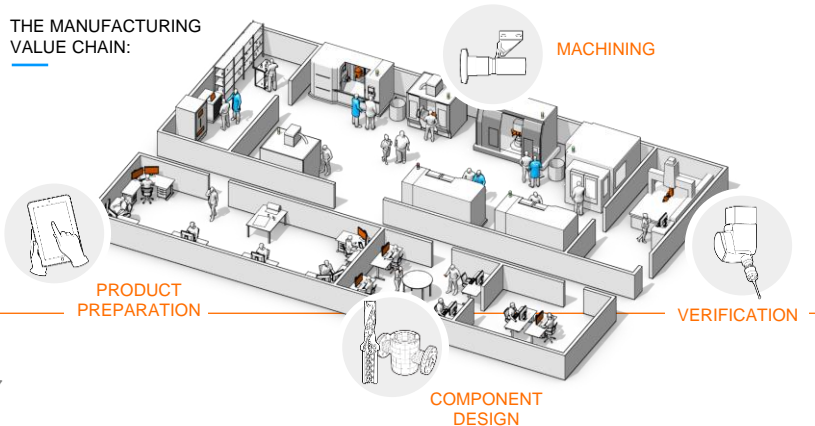 THE MANUFACTURING
VALUE CHAIN:
MACHINING
PRODUCT
PREPARATION
VERIFICATION
COMPONENT
DESIGN